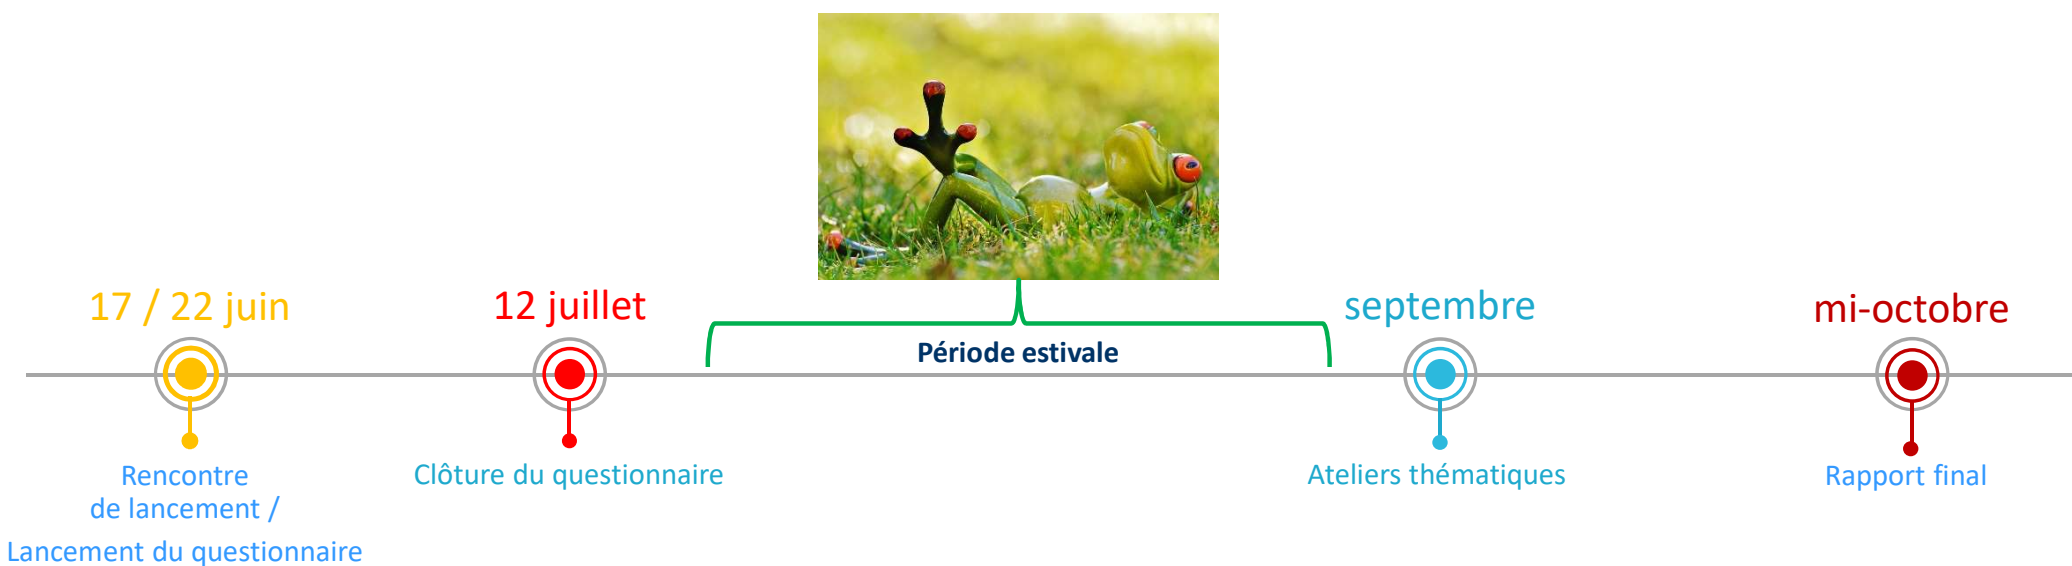 17 / 22 juin
12 juillet
septembre
mi-octobre
Période estivale
Rencontre
de lancement /
Lancement du questionnaire
Clôture du questionnaire
Ateliers thématiques
Rapport final